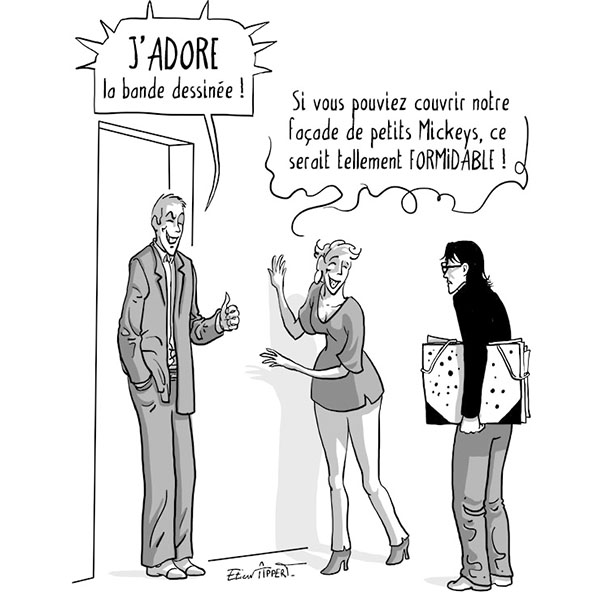 J'ADORE
la bande dessinée !
Si vous pouviez couvrir notre
façade de petits Mickeys, ce
serait tellement FORMiDABLE !